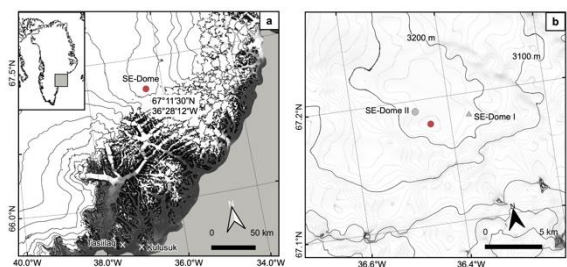 a
67.5°N
SE-Dome
67°11'30"N
36°28'12"W
66.0°N
Tasiilaq
Kulusuk
N
0 50 km
40.0°W 38.0°W 36.0°W 34.0°W
b
3200 m
3100 m
67.2°N
SE-Dome II
SE-Dome I
N
0 5 km
67.1°N
36.6°W 36.4°W